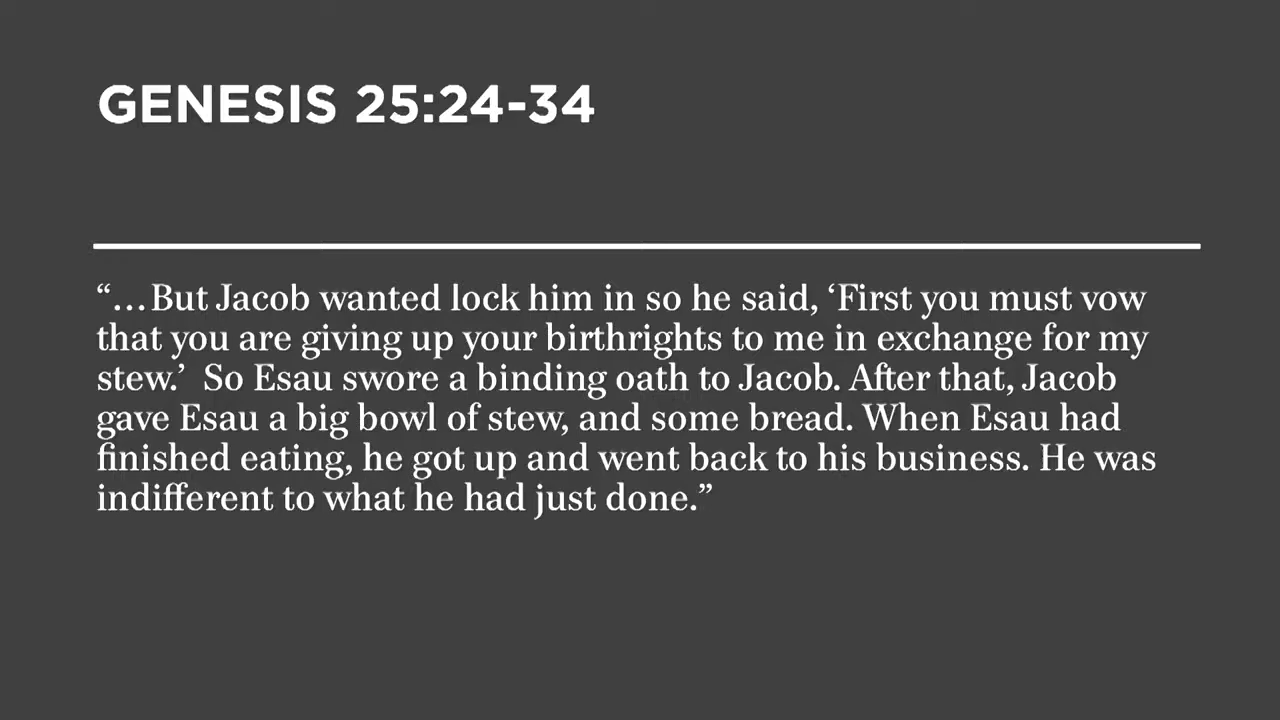 GENESIS 25:24-34
“…But Jacob wanted lock him in so he said, ‘First you must vow
that you are giving up your birthrights to me in exchange for my
stew.’  So Esau swore a binding oath to Jacob. After that, Jacob
gave Esau a big bowl of stew, and some bread. When Esau had
finished eating, he got up and went back to his business. He was
indifferent to what he had just done.”